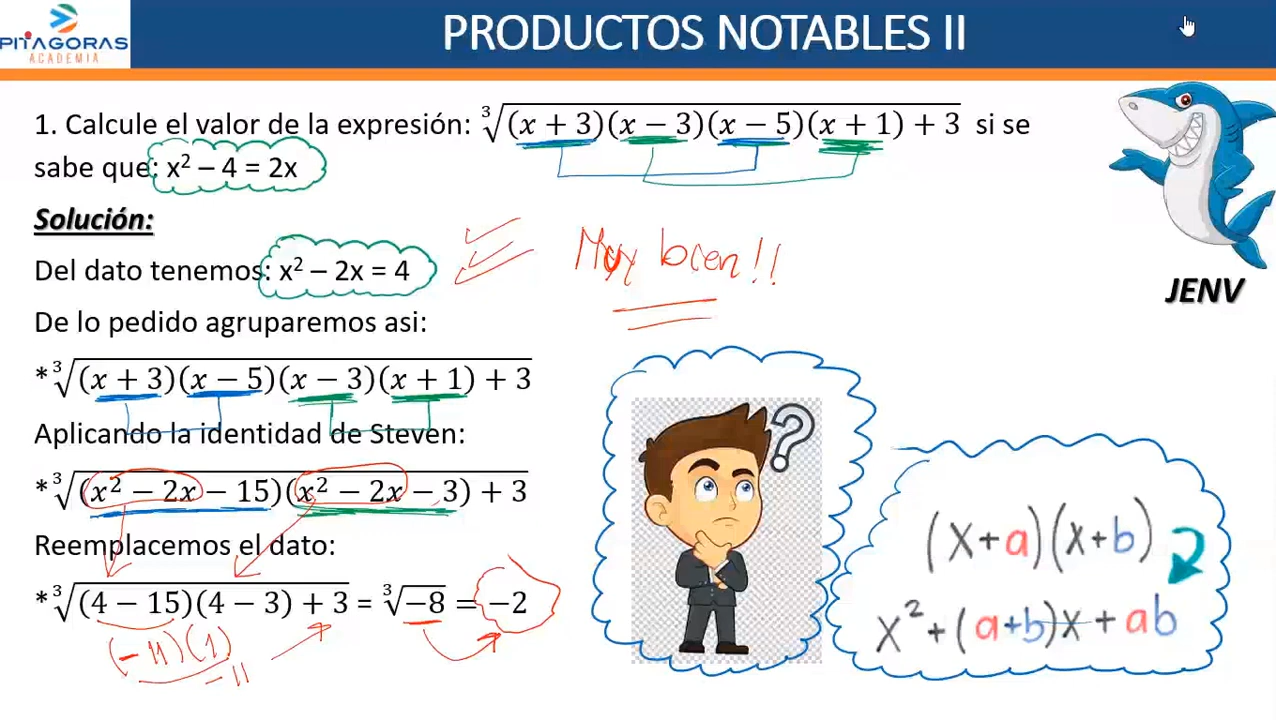 PITAGORAS
ACADEMIA
PRODUCTOS NOTABLES II
1. Calcule el valor de la expresión: ∛((x + 3)(x − 3)(x − 5)(x + 1) + 3) si se
sabe que: x² – 4 = 2x
Solución:
Del dato tenemos: x² – 2x = 4
Muy bien!!
JENV
De lo pedido agruparemos asi:
*∛((x + 3)(x − 5)(x − 3)(x + 1) + 3)
Aplicando la identidad de Steven:
*∛((x² − 2x − 15)(x² − 2x − 3) + 3)
Reemplacemos el dato:
*∛((4 − 15)(4 − 3) + 3) = ∛(−8) = −2
(−11)(1)
−11
?
(x+a)(x+b)
x²+(a+b)x+ab